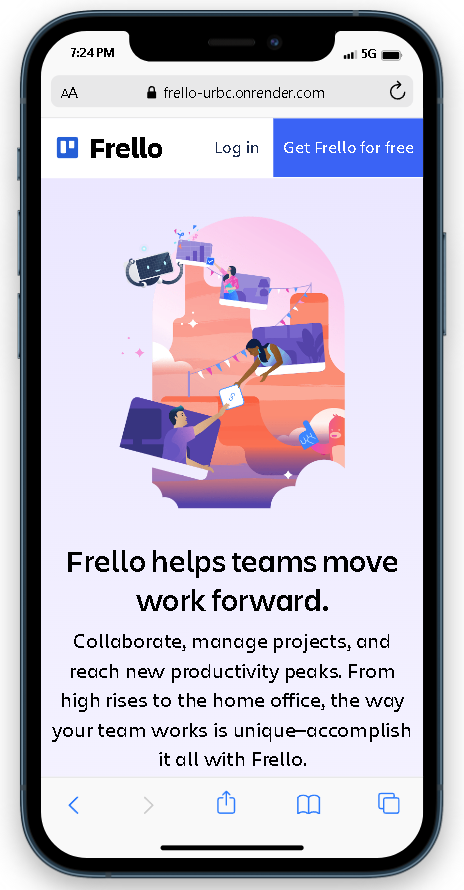 7:24 PM
5G
AA
frello-urbc.onrender.com
Frello
Log in
Get Frello for free
Frello helps teams move
work forward.
Collaborate, manage projects, and
reach new productivity peaks. From
high rises to the home office, the way
your team works is unique—accomplish
it all with Frello.